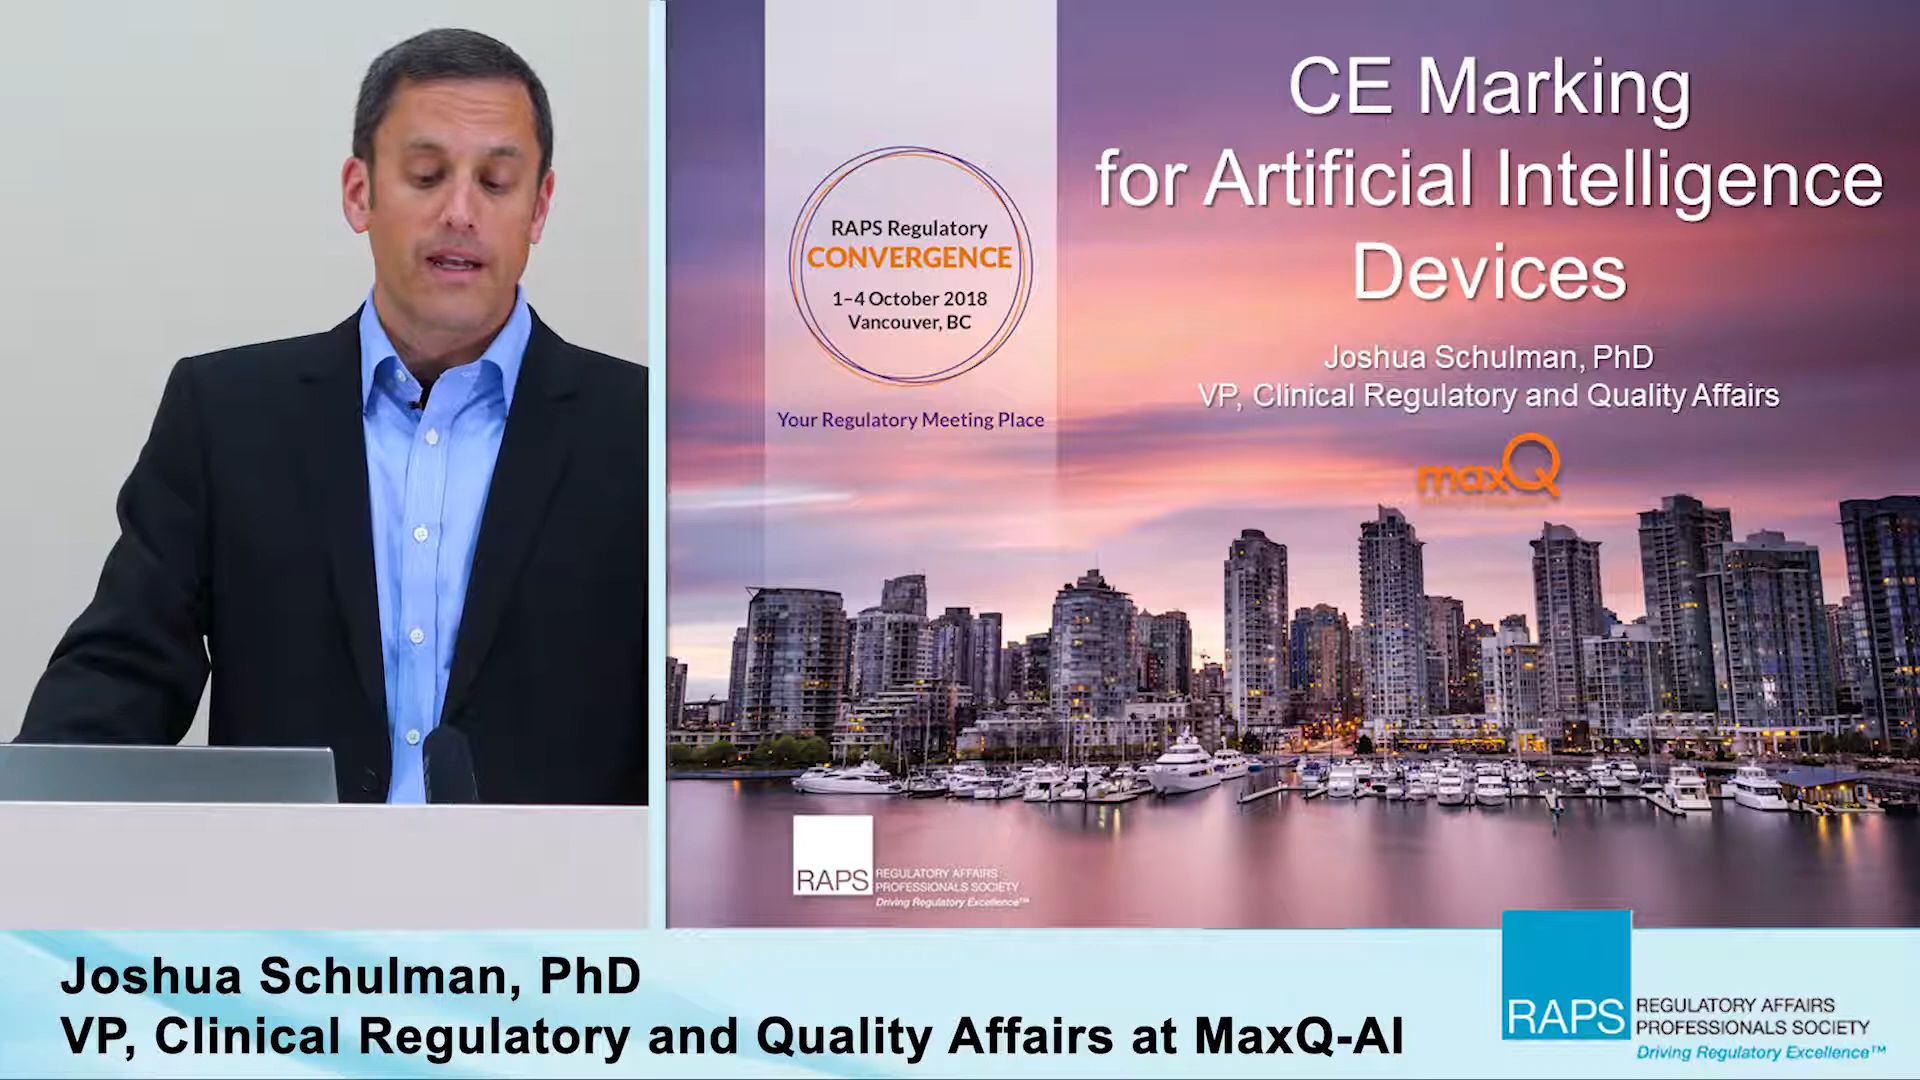 RAPS Regulatory
CONVERGENCE
1–4 October 2018
Vancouver, BC
Your Regulatory Meeting Place
CE Marking
for Artificial Intelligence
Devices
Joshua Schulman, PhD
VP, Clinical Regulatory and Quality Affairs
maxQ
RAPS
REGULATORY AFFAIRS
PROFESSIONALS SOCIETY
Driving Regulatory Excellence™
Joshua Schulman, PhD
VP, Clinical Regulatory and Quality Affairs at MaxQ-AI
RAPS
REGULATORY AFFAIRS
PROFESSIONALS SOCIETY
Driving Regulatory Excellence™